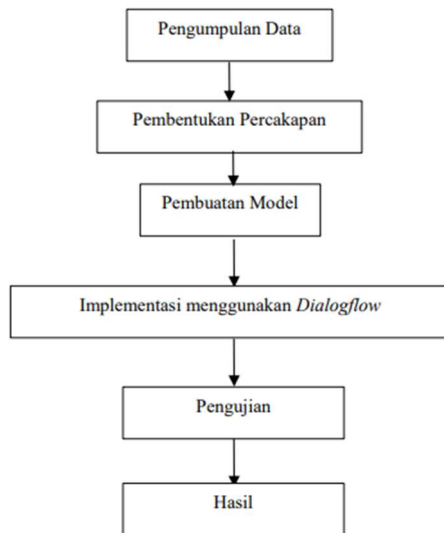 Pengumpulan Data
Pembentukan Percakapan
Pembuatan Model
Implementasi menggunakan Dialogflow
Pengujian
Hasil